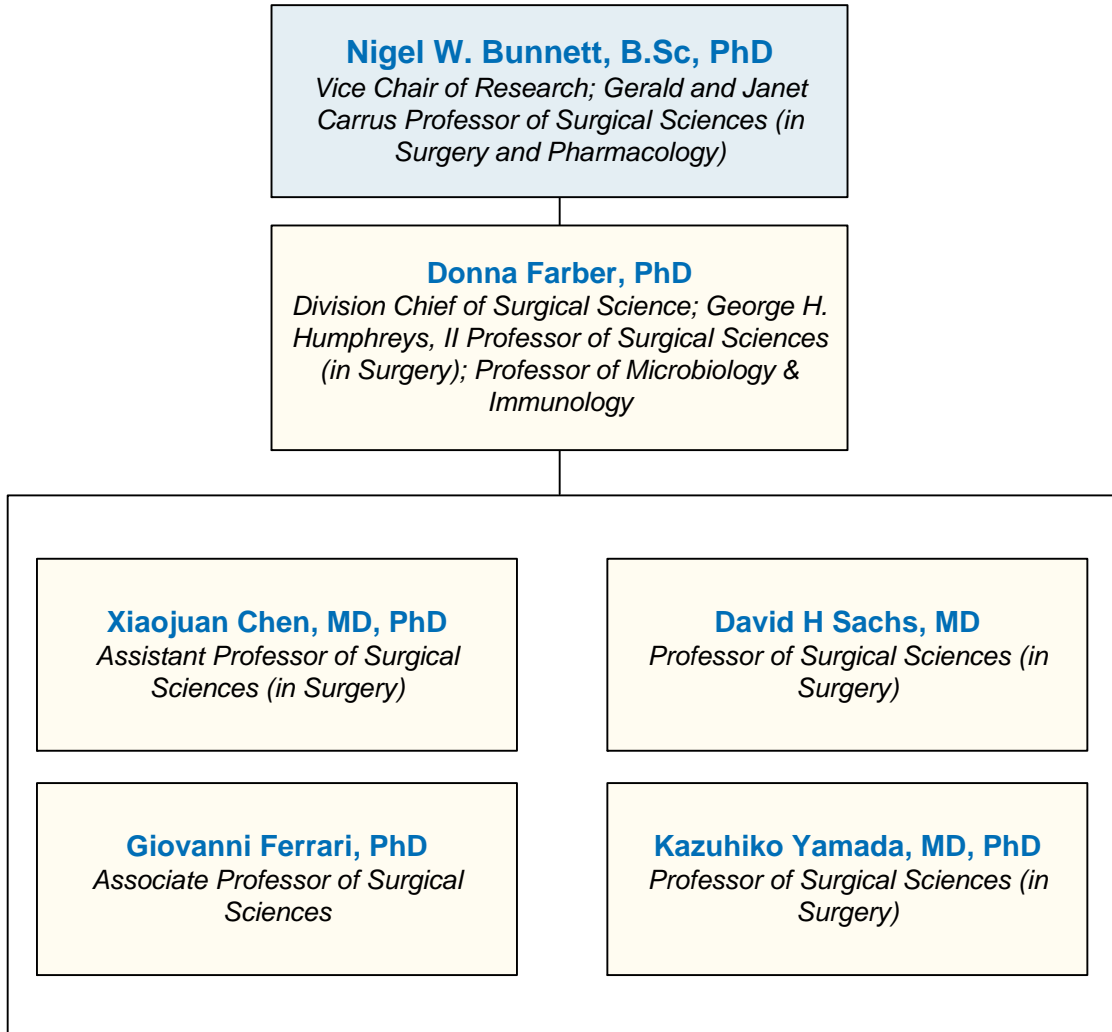 Nigel W. Bunnett, B.Sc, PhD
Vice Chair of Research; Gerald and Janet
Carrus Professor of Surgical Sciences (in
Surgery and Pharmacology)
Donna Farber, PhD
Division Chief of Surgical Science; George H.
Humphreys, II Professor of Surgical Sciences
(in Surgery); Professor of Microbiology &
Immunology
Xiaojuan Chen, MD, PhD
Assistant Professor of Surgical
Sciences (in Surgery)
David H Sachs, MD
Professor of Surgical Sciences (in
Surgery)
Giovanni Ferrari, PhD
Associate Professor of Surgical
Sciences
Kazuhiko Yamada, MD, PhD
Professor of Surgical Sciences (in
Surgery)